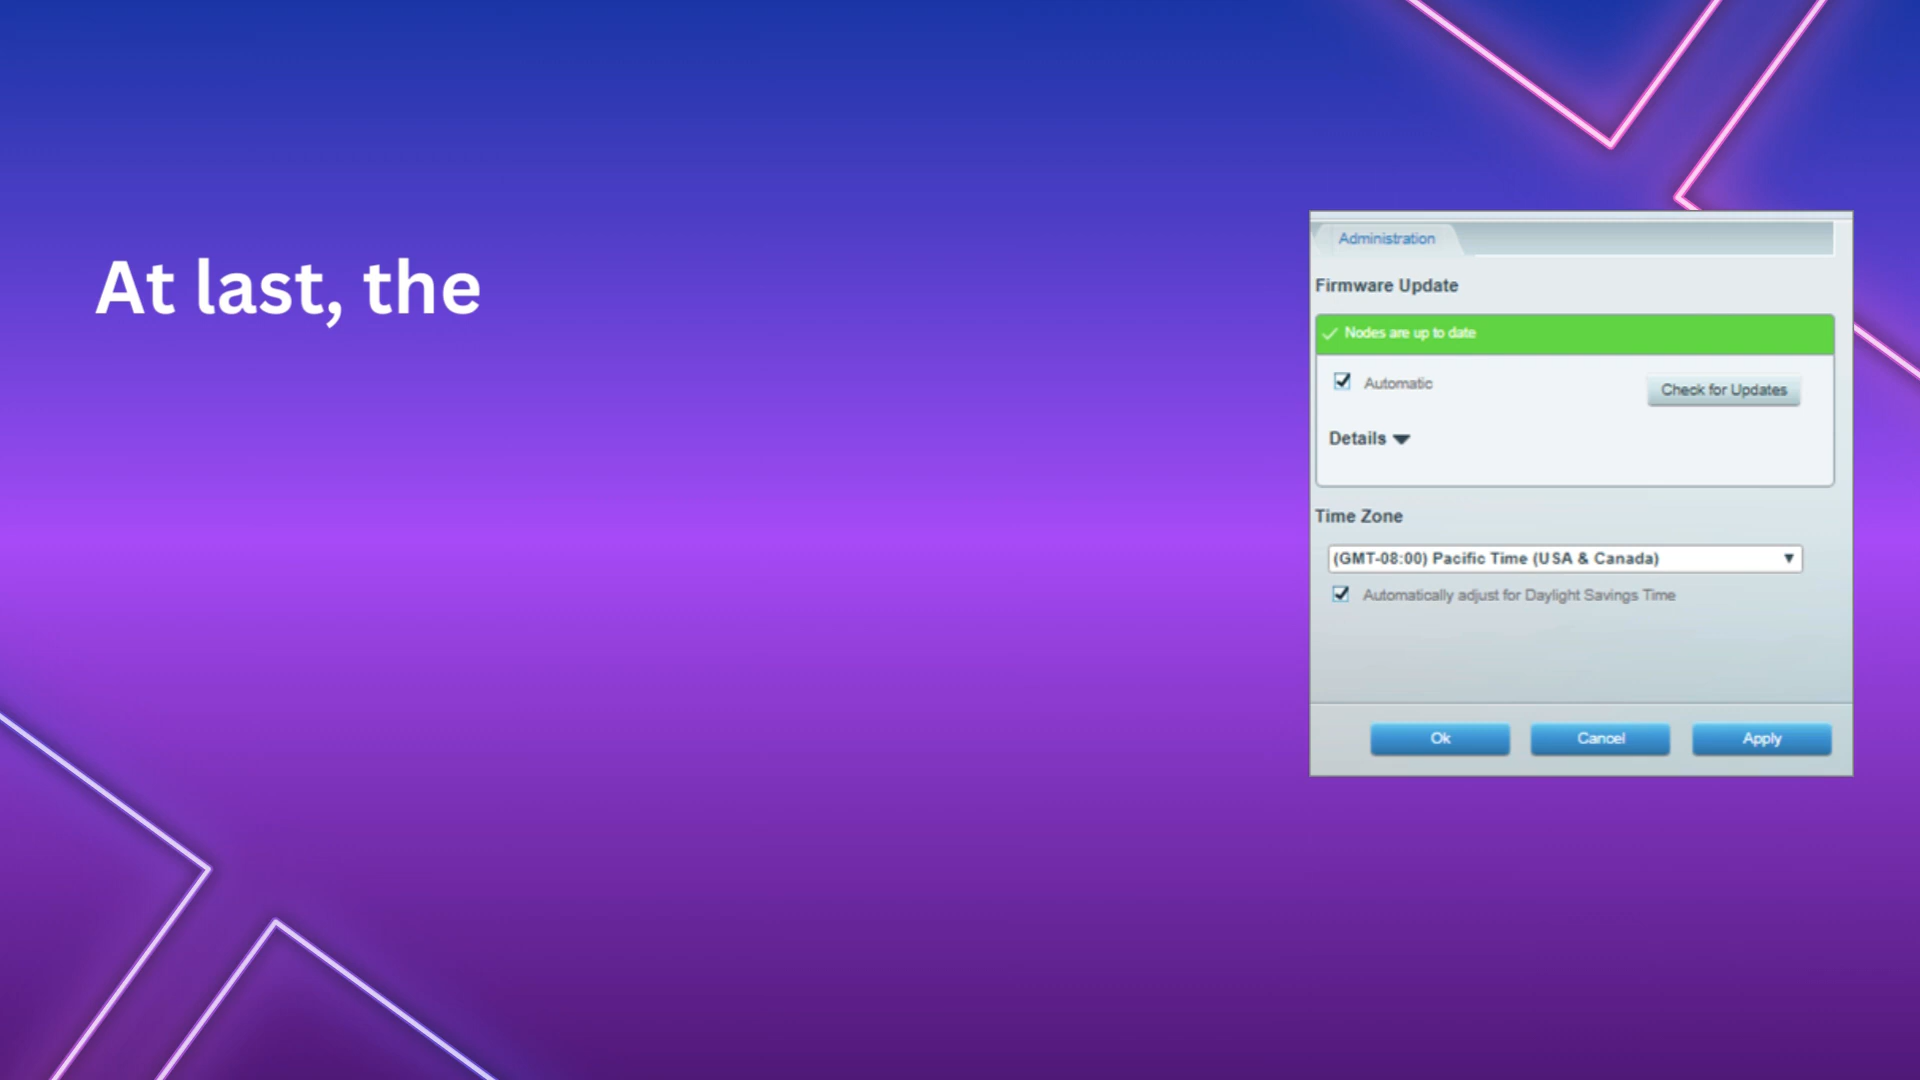 At last, the
Administration
Firmware Update
Nodes are up to date
Automatic
Check for Updates
Details
Time Zone
(GMT-08:00) Pacific Time (USA & Canada)
Automatically adjust for Daylight Savings Time
Ok Cancel Apply